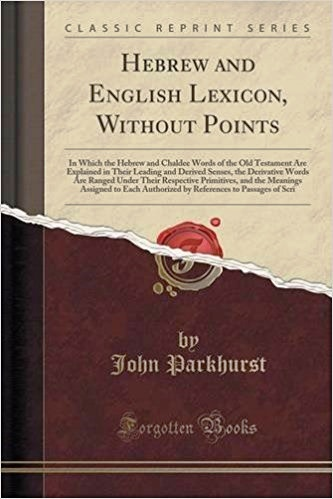 CLASSIC REPRINT SERIES
HEBREW AND
ENGLISH LEXICON,
WITHOUT POINTS
In Which the Hebrew and Chaldee Words of the Old Testament Are
Explained in Their Leading and Derived Senses, the Derivative Words
Are Ranged Under Their Respective Primitives, and the Meanings
Assigned to Each Authorized by References to Passages of Scri
by
John Parkhurst
Forgotten Books